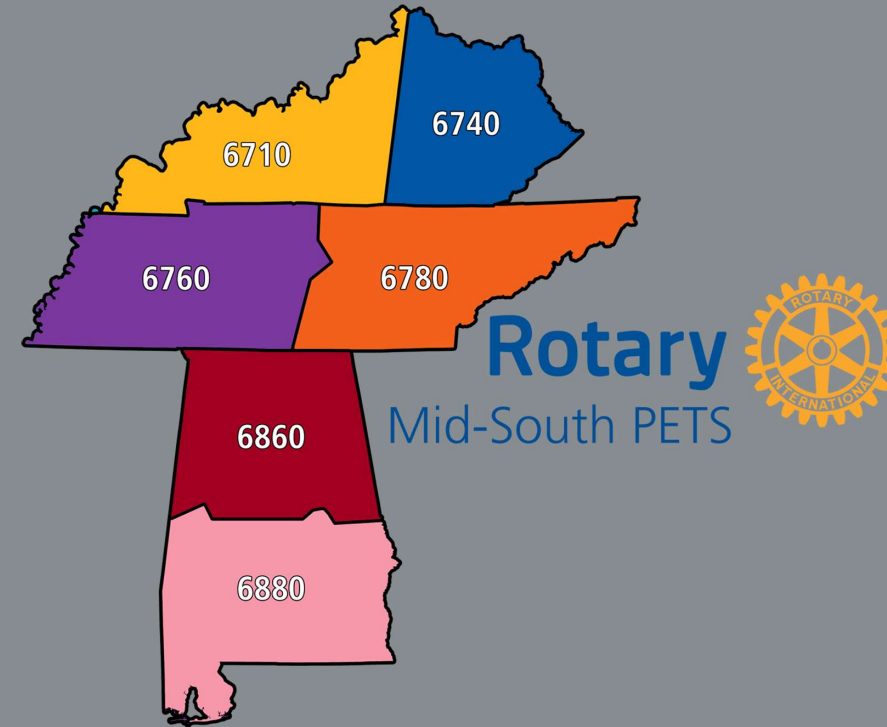 6740
6710
6760
6780
Rotary
ROTARY
INTERNATIONAL
Mid-South PETS
6860
6880